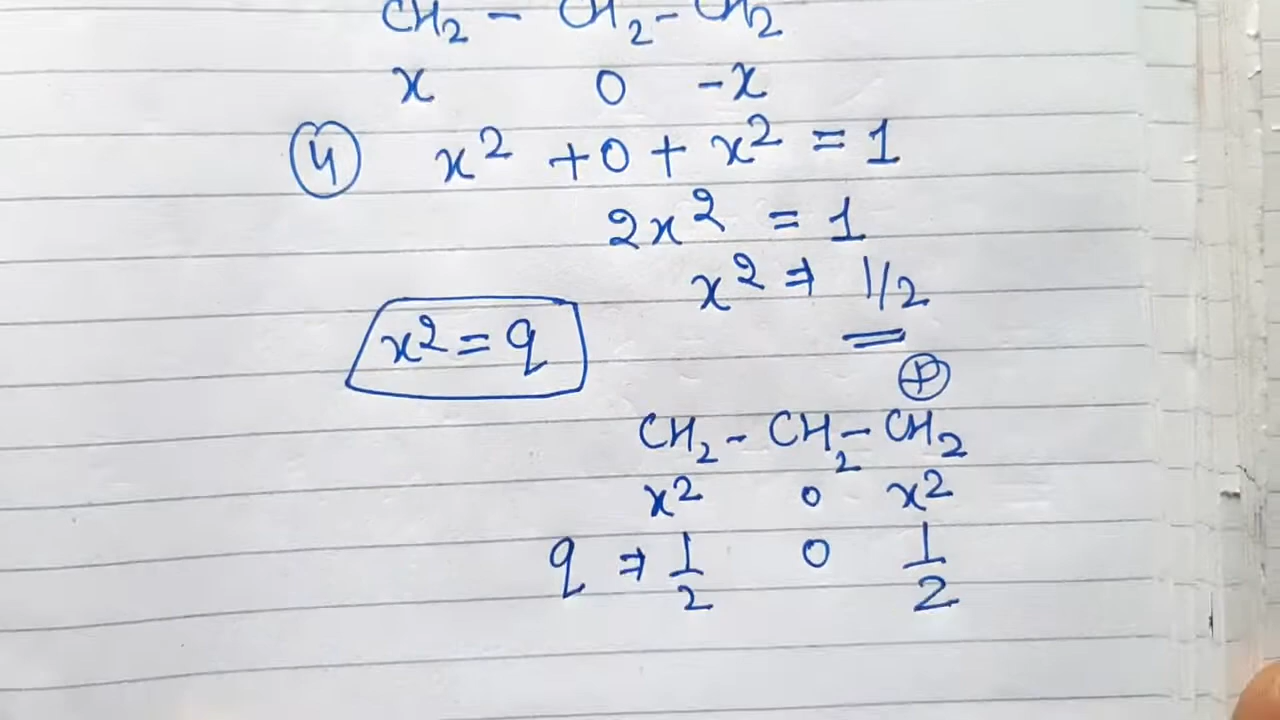 CH₂ - CH₂ - CH₂
x 0 -x
④ x² + 0 + x² = 1
2x² = 1
x² ⇒ 1/2
x² = q
⊕
CH₂ - CH₂ - CH₂
x² 0 x²
q ⇒ 1/2 0 1/2